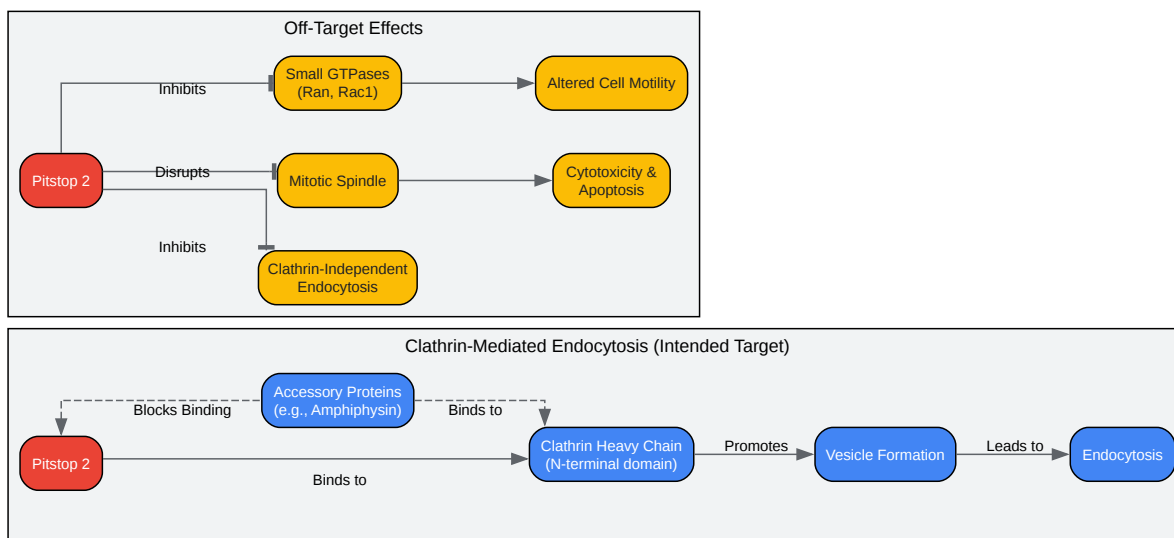 Off-Target Effects
Small GTPases
(Ran, Rac1)
Altered Cell Motility
Inhibits
Pitstop 2
Disrupts
Mitotic Spindle
Cytotoxicity &
Apoptosis
Inhibits
Clathrin-Independent
Endocytosis
Clathrin-Mediated Endocytosis (Intended Target)
Accessory Proteins
(e.g., Amphiphysin)
Blocks Binding
Binds to
Pitstop 2
Binds to
Clathrin Heavy Chain
(N-terminal domain)
Promotes
Vesicle Formation
Leads to
Endocytosis